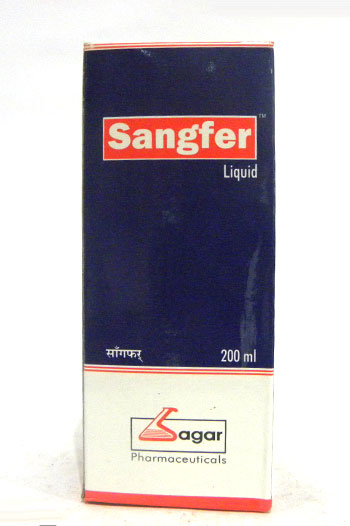 Sangfer™
Liquid
साँगफर् 200 ml
Sagar
Pharmaceuticals